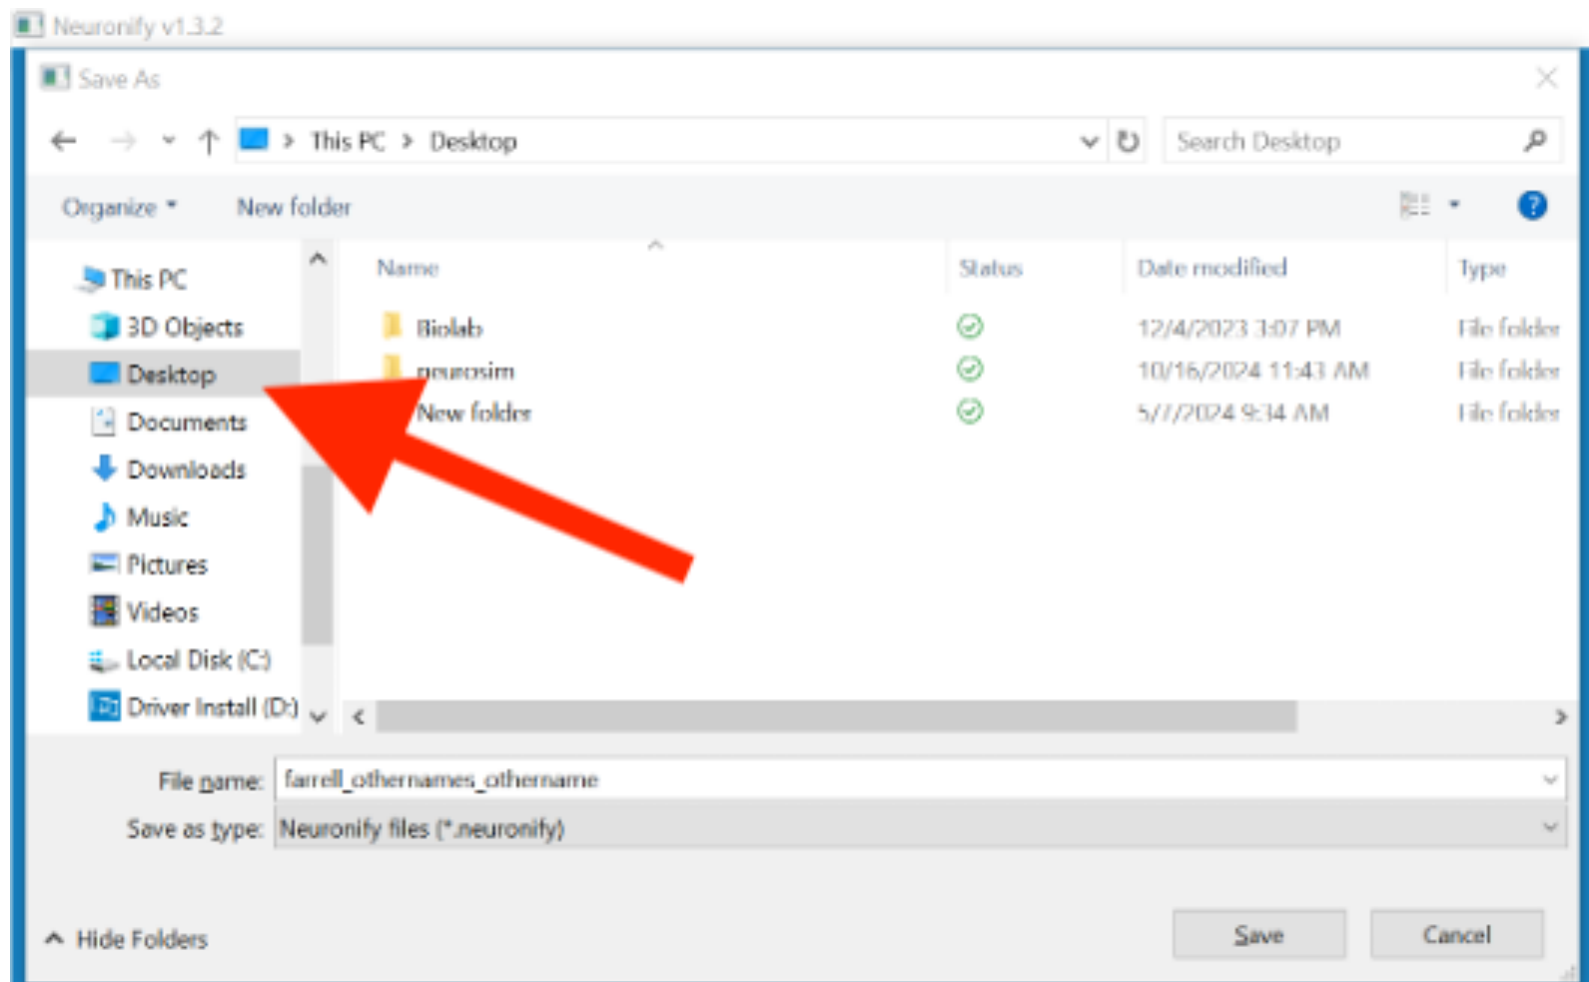 Neuronify v1.3.2
Save As
This PC > Desktop
Search Desktop
Organize
New folder
Name Status Date modified Type
This PC
3D Objects
Desktop
Documents
Downloads
Music
Pictures
Videos
Local Disk (C:)
Driver Install (D:)
Biolab 12/4/2023 3:07 PM File folder
neurosim 10/16/2024 11:43 AM File folder
New folder 5/7/2024 9:34 AM File folder
File name: farrell_othernames_othername
Save as type: Neuronify files (*.neuronify)
Hide Folders
Save
Cancel